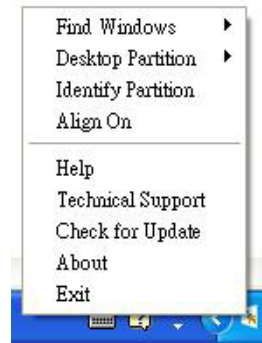 Find Windows
Desktop Partition
Identify Partition
Align On
Help
Technical Support
Check for Update
About
Exit